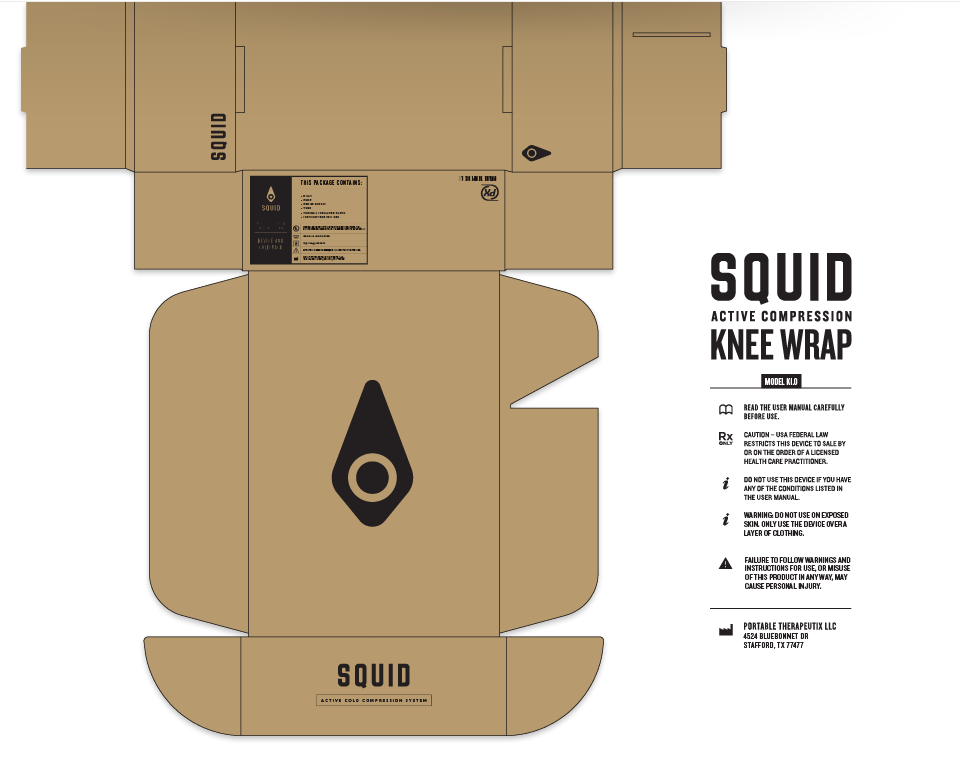 SQUID
THIS PACKAGE CONTAINS:
SQUID
SQUID
ACTIVE COLD COMPRESSION SYSTEM
SQUID
ACTIVE COMPRESSION
KNEE WRAP
MODEL K1.0
READ THE USER MANUAL CAREFULLY
BEFORE USE.
Rx
ONLY
CAUTION – USA FEDERAL LAW
RESTRICTS THIS DEVICE TO SALE BY
OR ON THE ORDER OF A LICENSED
HEALTH CARE PRACTITIONER.
DO NOT USE THIS DEVICE IF YOU HAVE
ANY OF THE CONDITIONS LISTED IN
THE USER MANUAL.
WARNING: DO NOT USE ON EXPOSED
SKIN. ONLY USE THE DEVICE OVER A
LAYER OF CLOTHING.
FAILURE TO FOLLOW WARNINGS AND
INSTRUCTIONS FOR USE, OR MISUSE
OF THIS PRODUCT IN ANY WAY, MAY
CAUSE PERSONAL INJURY.
PORTABLE THERAPEUTIX LLC
4524 BLUEBONNET DR
STAFFORD, TX 77477